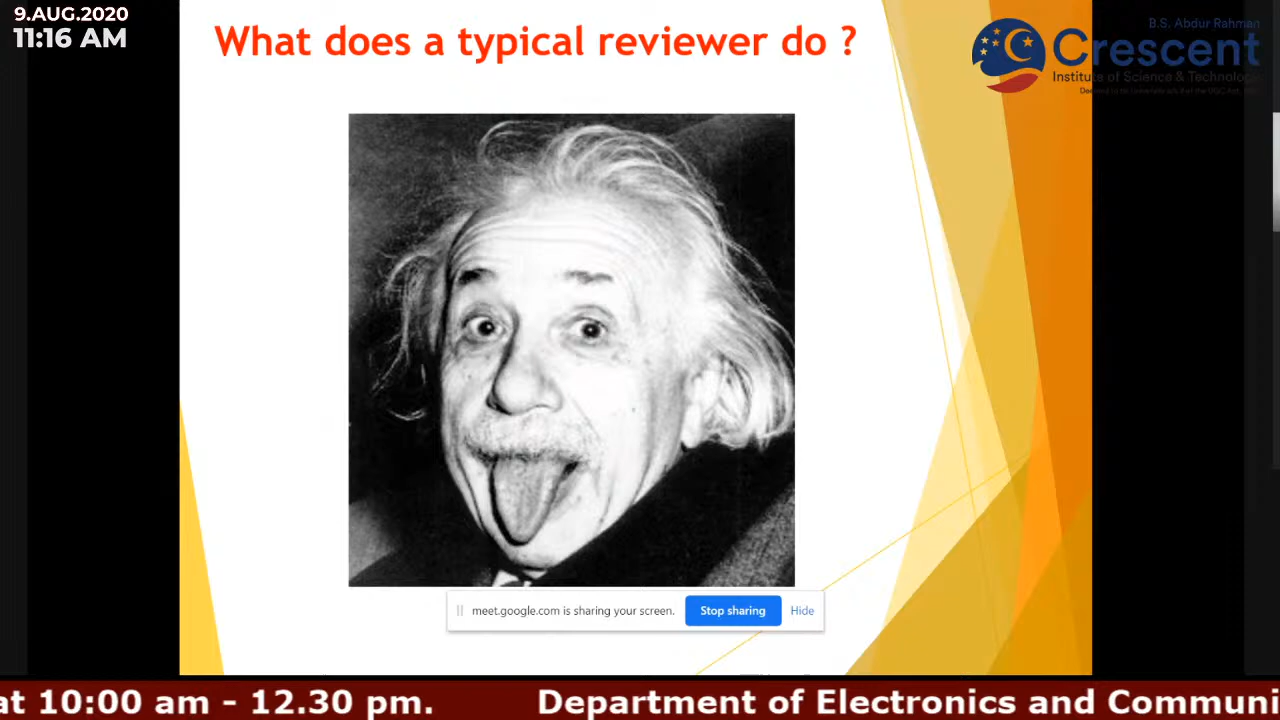 9.AUG.2020
11:16 AM
What does a typical reviewer do ?
B.S. Abdur Rahman
Crescent
Institute of Science & Technology
meet.google.com is sharing your screen.
Stop sharing
Hide
at 10:00 am - 12.30 pm.
Department of Electronics and Communi